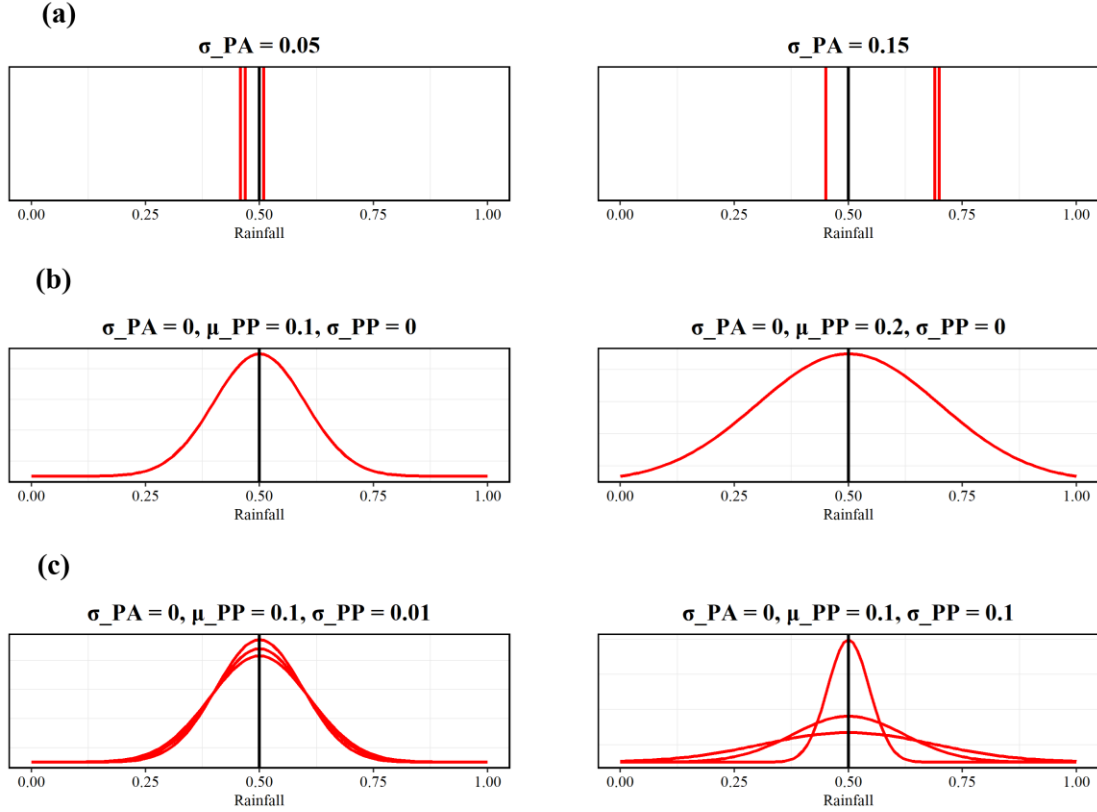 (a)
σ_PA = 0.05
σ_PA = 0.15
0.00 0.25 0.50 0.75 1.00
Rainfall
0.00 0.25 0.50 0.75 1.00
Rainfall
(b)
σ_PA = 0, μ_PP = 0.1, σ_PP = 0
σ_PA = 0, μ_PP = 0.2, σ_PP = 0
0.00 0.25 0.50 0.75 1.00
Rainfall
0.00 0.25 0.50 0.75 1.00
Rainfall
(c)
σ_PA = 0, μ_PP = 0.1, σ_PP = 0.01
σ_PA = 0, μ_PP = 0.1, σ_PP = 0.1
0.00 0.25 0.50 0.75 1.00
Rainfall
0.00 0.25 0.50 0.75 1.00
Rainfall